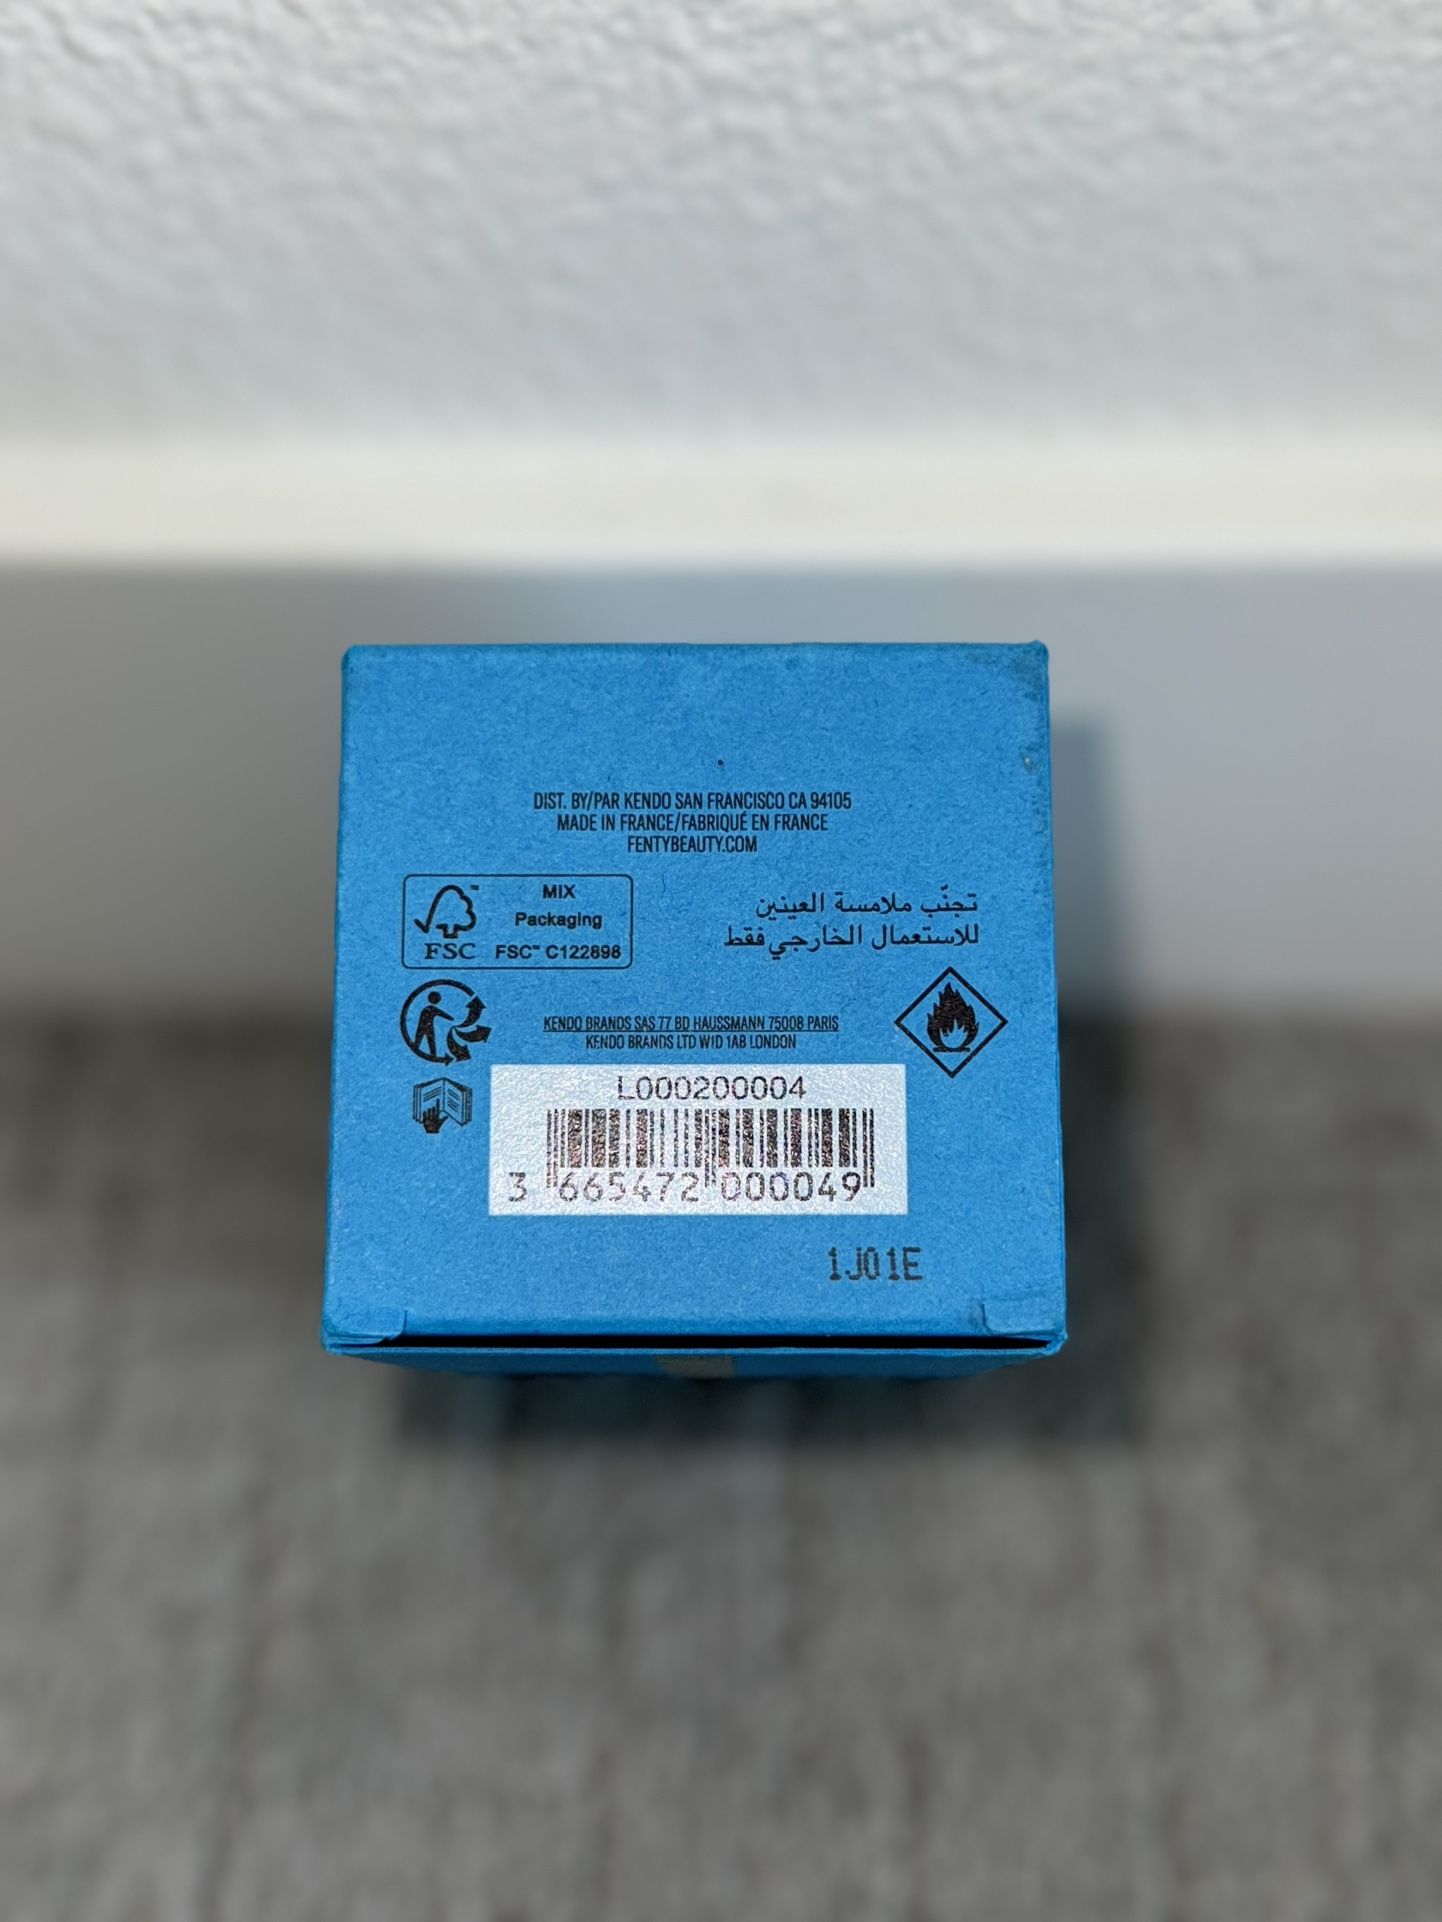 DIST. BY/PAR KENDO SAN FRANCISCO CA 94105
MADE IN FRANCE/FABRIQUÉ EN FRANCE
FENTYBEAUTY.COM
FSC™
MIX
Packaging
FSC™ C122898
تجنّب ملامسة العينين
للاستعمال الخارجي فقط
KENDO BRANDS SAS 77 BD HAUSSMANN 75008 PARIS
KENDO BRANDS LTD W1D 1AB LONDON
L000200004
3 665472 000049
1J01E